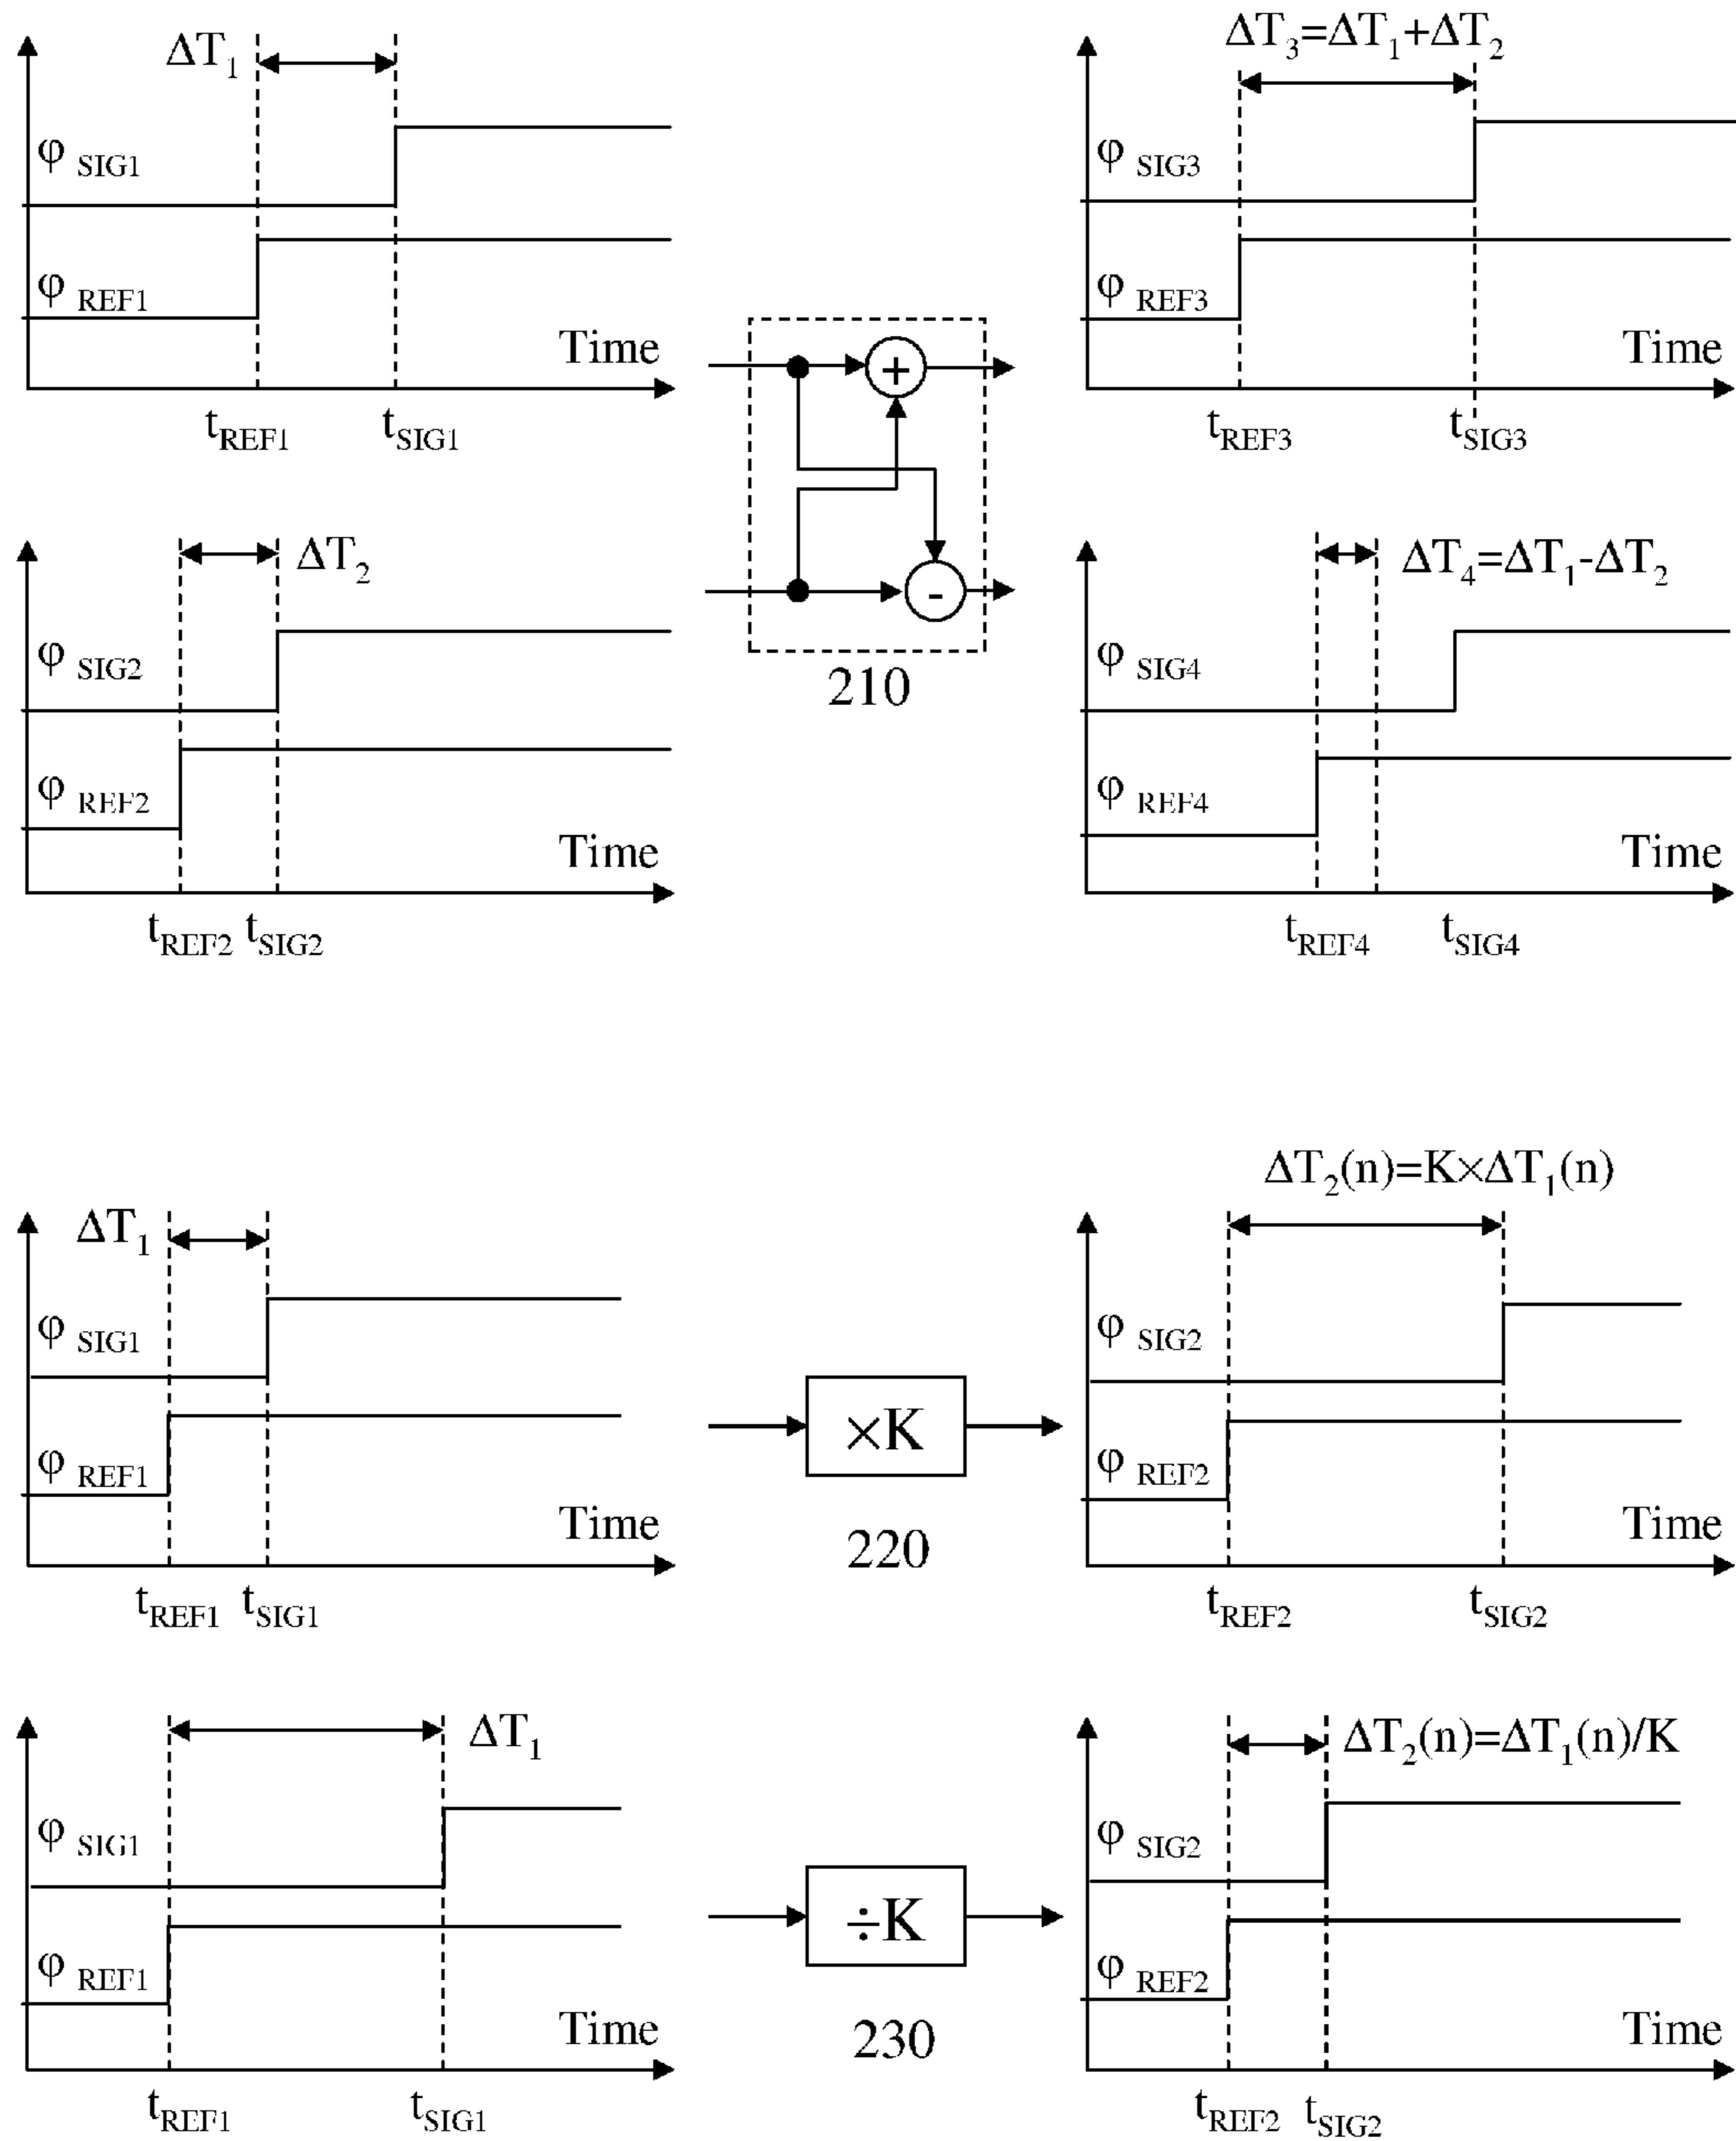 ΔT1
φ SIG1
φ REF1
Time
tREF1 tSIG1
ΔT3=ΔT1+ΔT2
φ SIG3
φ REF3
Time
tREF3 tSIG3
+
-
210
ΔT2
φ SIG2
φ REF2
Time
tREF2 tSIG2
ΔT4=ΔT1-ΔT2
φ SIG4
φ REF4
Time
tREF4 tSIG4
ΔT1
φ SIG1
φ REF1
Time
tREF1 tSIG1
×K
220
ΔT2(n)=K×ΔT1(n)
φ SIG2
φ REF2
Time
tREF2 tSIG2
ΔT1
φ SIG1
φ REF1
Time
tREF1 tSIG1
÷K
230
ΔT2(n)=ΔT1(n)/K
φ SIG2
φ REF2
Time
tREF2 tSIG2